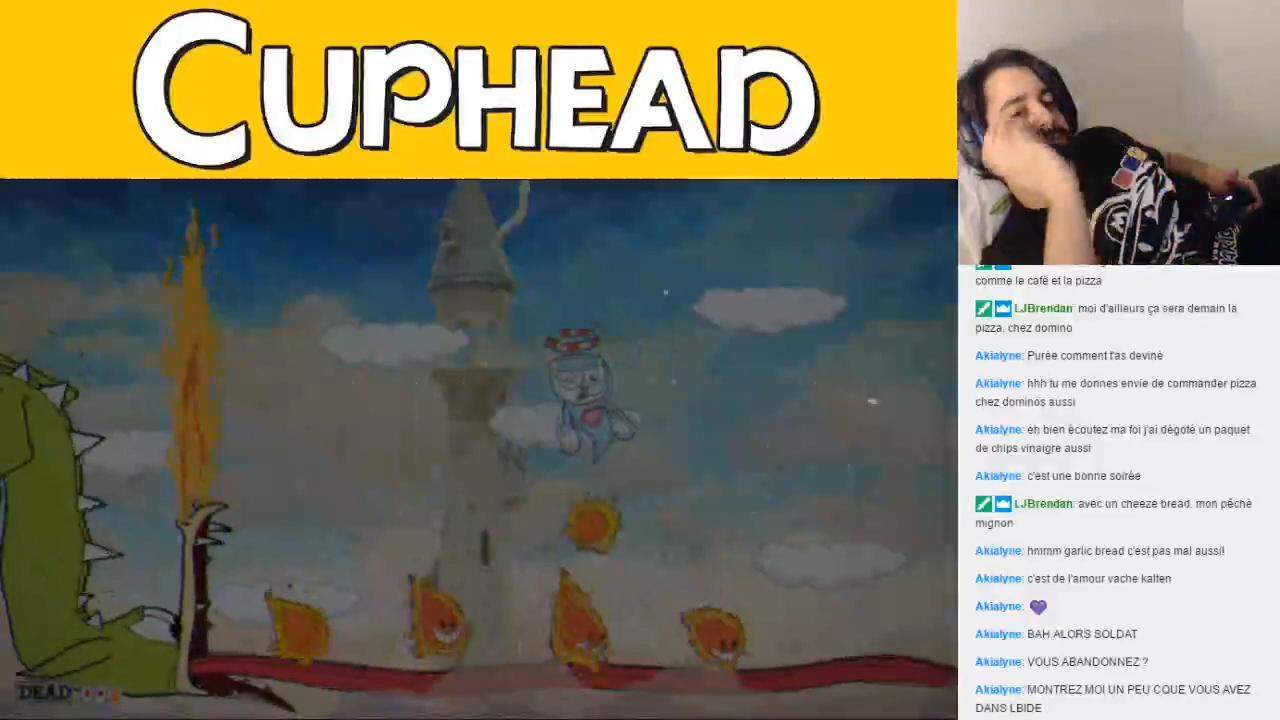 CUPHEAD
comme le café et la pizza
LJBrendan: moi d'ailleurs ça sera demain la
pizza. chez domino
Akialyne: Purée comment t'as deviné
Akialyne: hhh tu me donnes envie de commander pizza
chez dominos aussi
Akialyne: eh bien écoutez ma foi j'ai dégoté un paquet
de chips vinaigre aussi
Akialyne: c'est une bonne soirée
LJBrendan: avec un cheeze bread. mon pêché
mignon
Akialyne: hmmm garlic bread c'est pas mal aussi!
Akialyne: c'est de l'amour vache kalten
Akialyne:
Akialyne: BAH ALORS SOLDAT
Akialyne: VOUS ABANDONNEZ ?
Akialyne: MONTREZ MOI UN PEU CQUE VOUS AVEZ
DANS LBIDE
DEAD